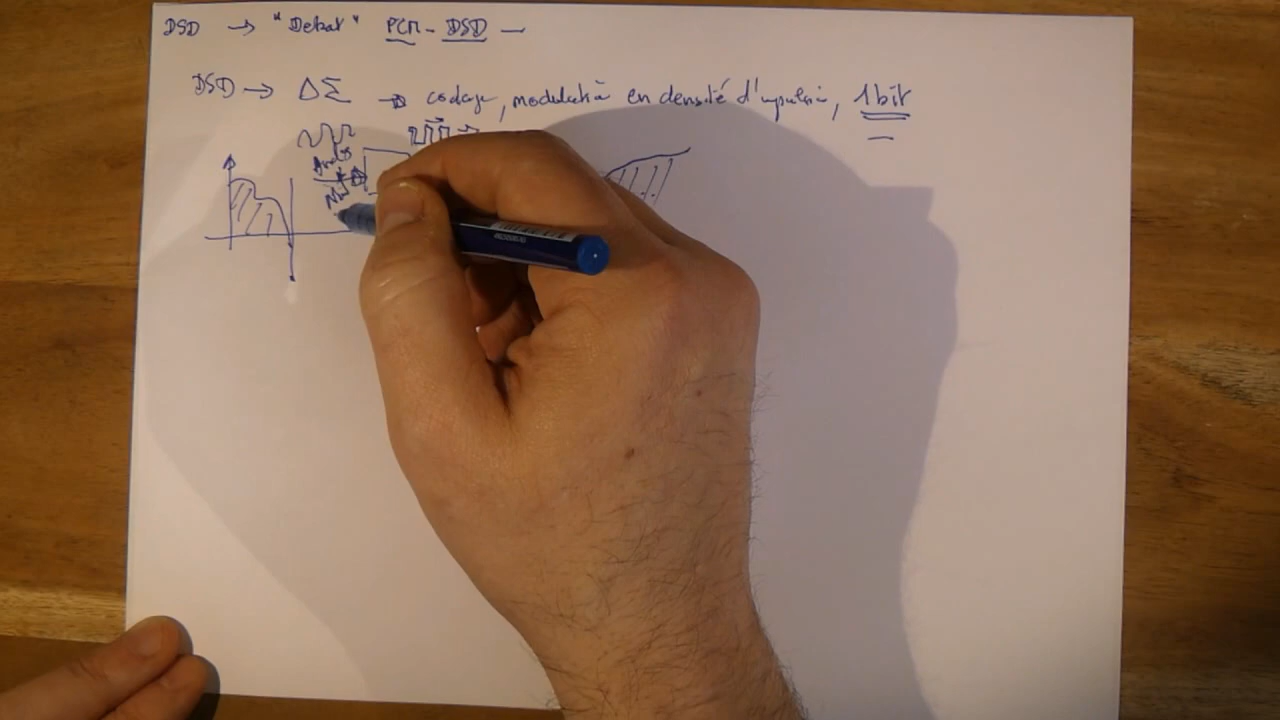 DSD → "Debat" PCM - DSD —
DSD → ΔΣ → codage, modulation en densité d'impulsion, 1 bit